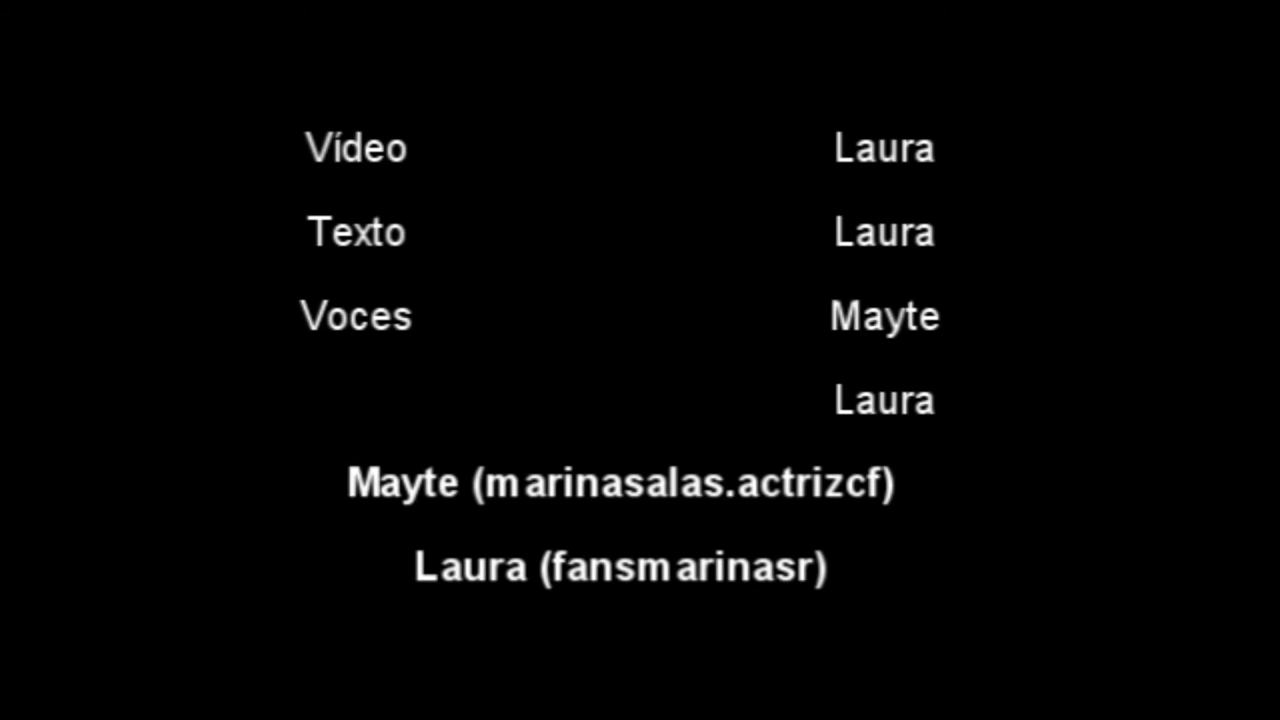 Vídeo Laura
Texto Laura
Voces Mayte
Laura
Mayte (marinasalas.actrizcf)
Laura (fansmarinasr)